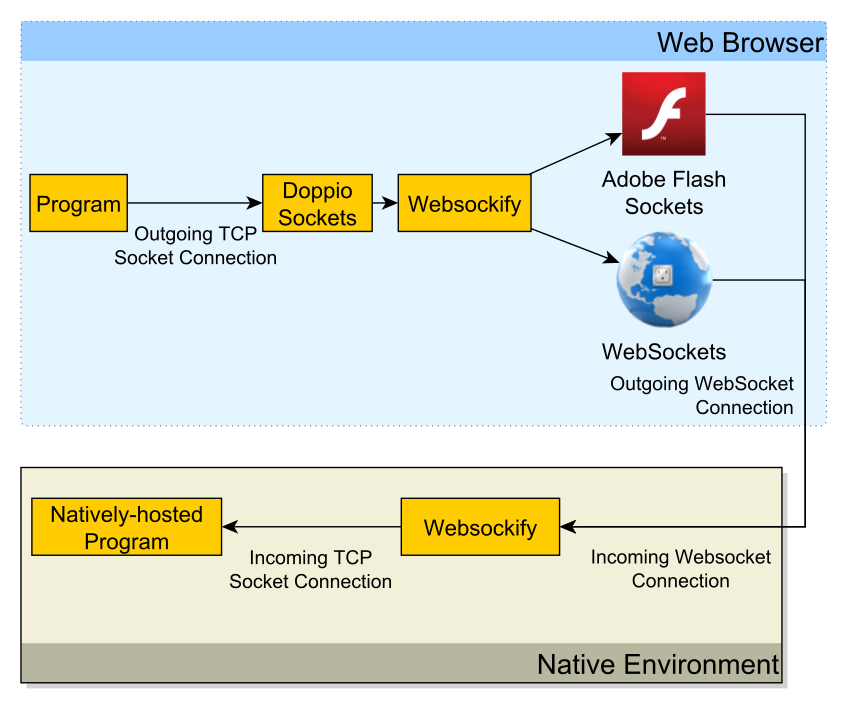 Web Browser
Program
Outgoing TCP
Socket Connection
Doppio
Sockets
Websockify
Adobe Flash
Sockets
WebSockets
Outgoing WebSocket
Connection
Natively-hosted
Program
Incoming TCP
Socket Connection
Websockify
Incoming Websocket
Connection
Native Environment